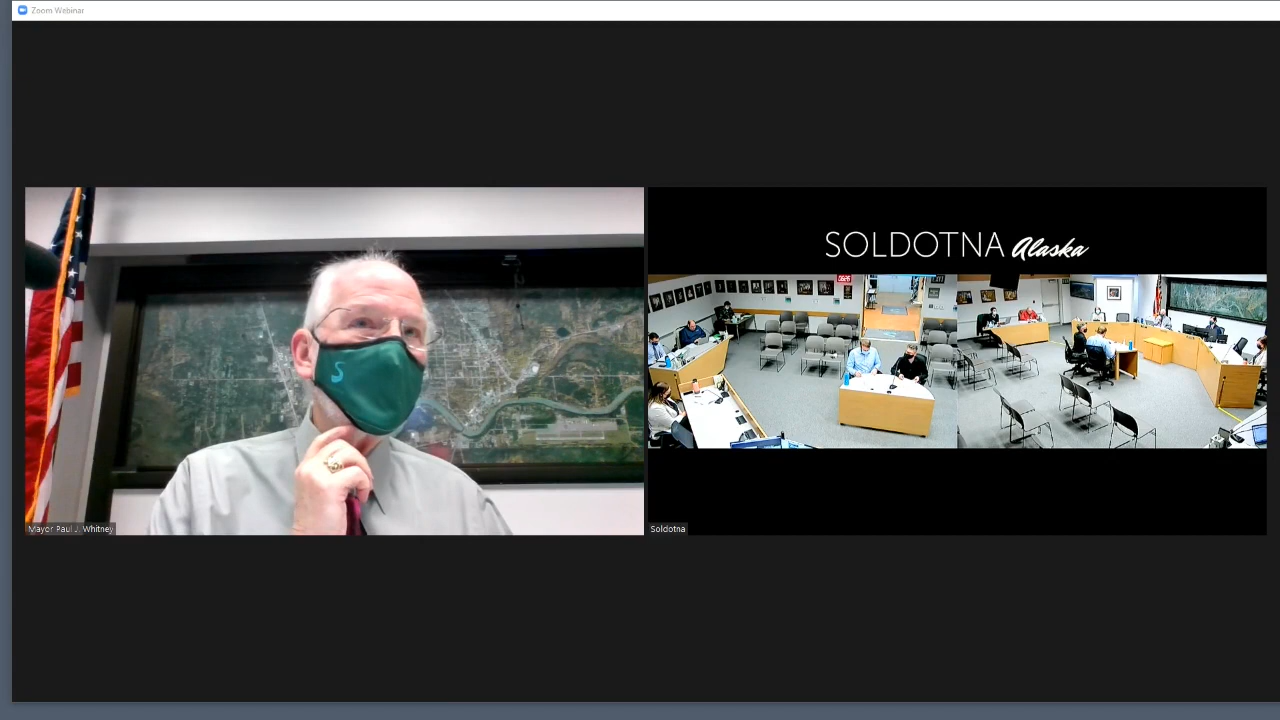 Zoom Webinar
SOLDOTNA Alaska
S
Mayor Paul J. Whitney
Soldotna